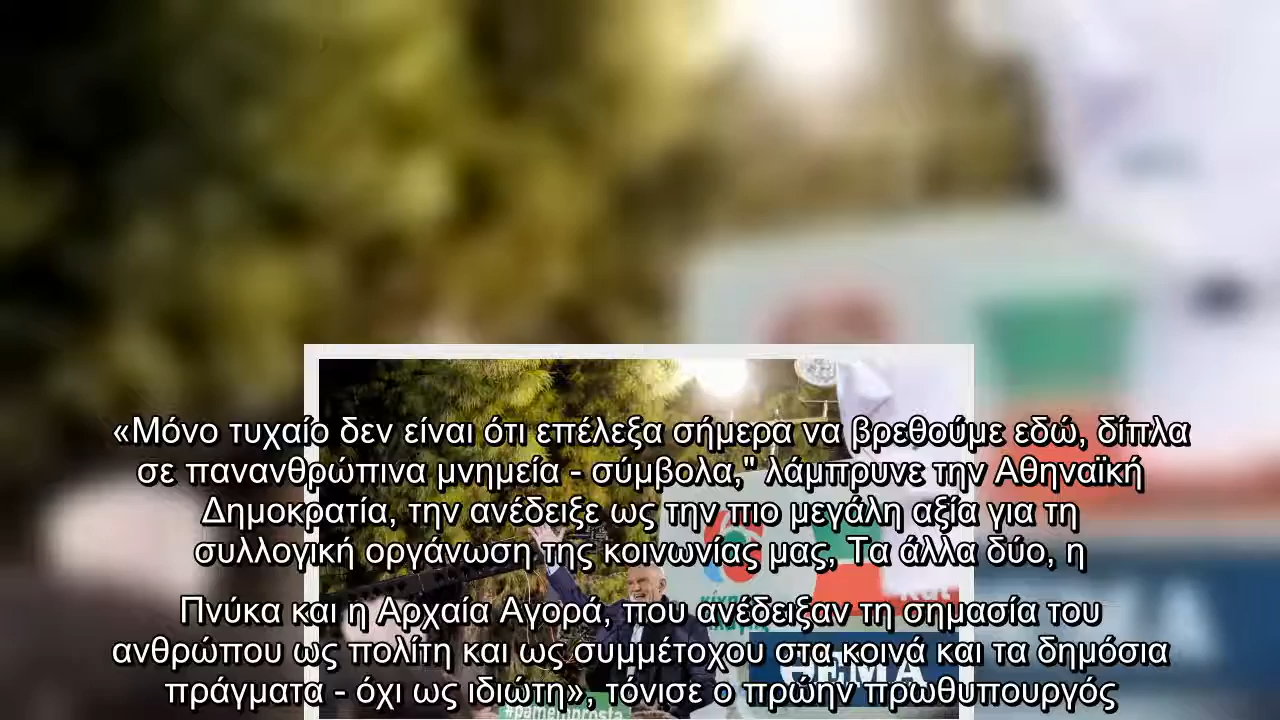 «Μόνο τυχαίο δεν είναι ότι επέλεξα σήμερα να βρεθούμε εδώ, δίπλα
σε πανανθρώπινα μνημεία - σύμβολα," λάμπρυνε την Αθηναϊκή
Δημοκρατία, την ανέδειξε ως την πιο μεγάλη αξία για τη
συλλογική οργάνωση της κοινωνίας μας, Τα άλλα δύο, η
Πνύκα και η Αρχαία Αγορά, που ανέδειξαν τη σημασία του
ανθρώπου ως πολίτη και ως συμμέτοχου στα κοινά και τα δημόσια
πράγματα - όχι ως ιδιώτη», τόνισε ο πρώην πρωθυπουργός
ΘΕΜΑ
#pamemprosta